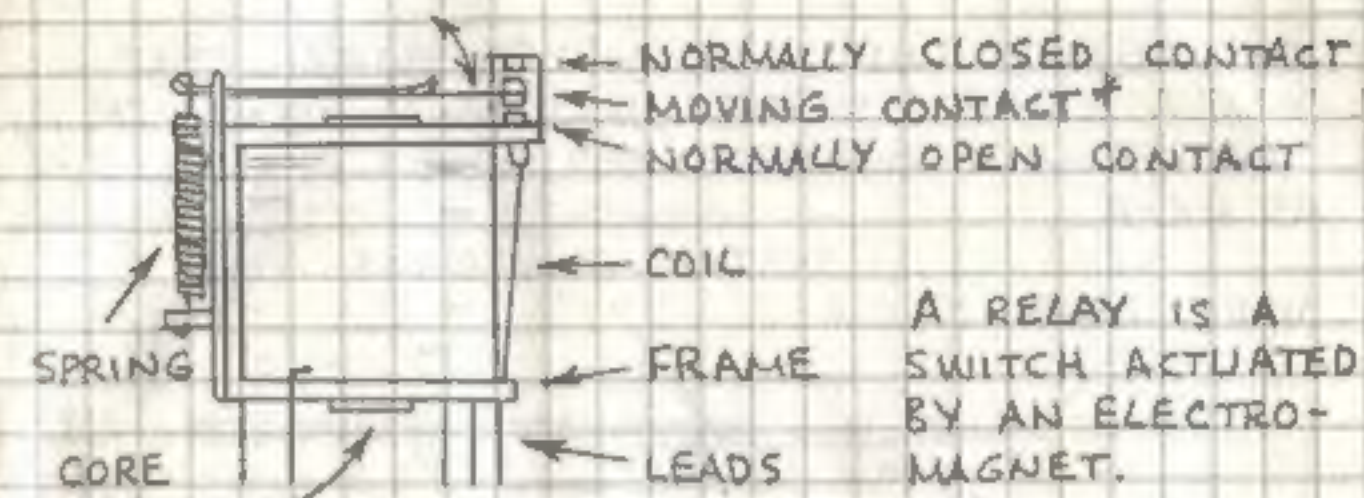 NORMALLY CLOSED CONTACT
MOVING CONTACT*
NORMALLY OPEN CONTACT
COIL
SPRING
FRAME
CORE
LEADS
A RELAY IS A
SWITCH ACTUATED
BY AN ELECTRO-
MAGNET.